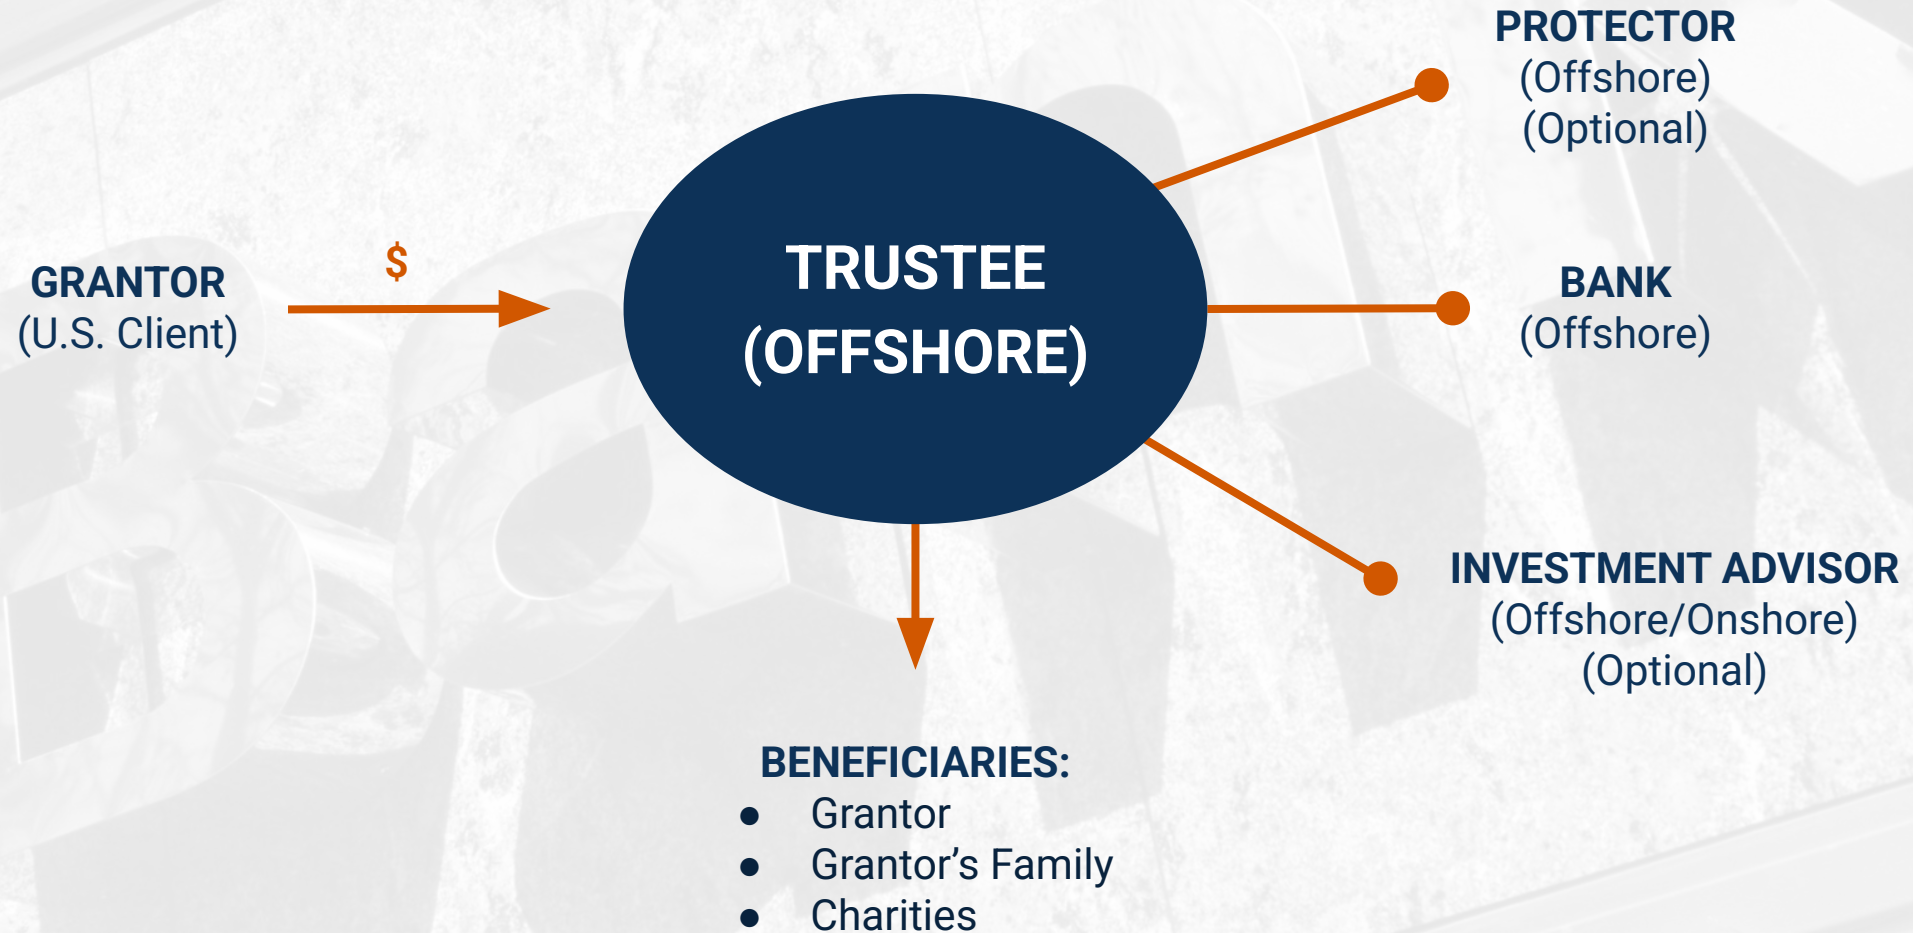 PROTECTOR
(Offshore)
(Optional)
$
GRANTOR
(U.S. Client)
TRUSTEE
(OFFSHORE)
BANK
(Offshore)
INVESTMENT ADVISOR
(Offshore/Onshore)
(Optional)
BENEFICIARIES:
● Grantor
● Grantor’s Family
● Charities